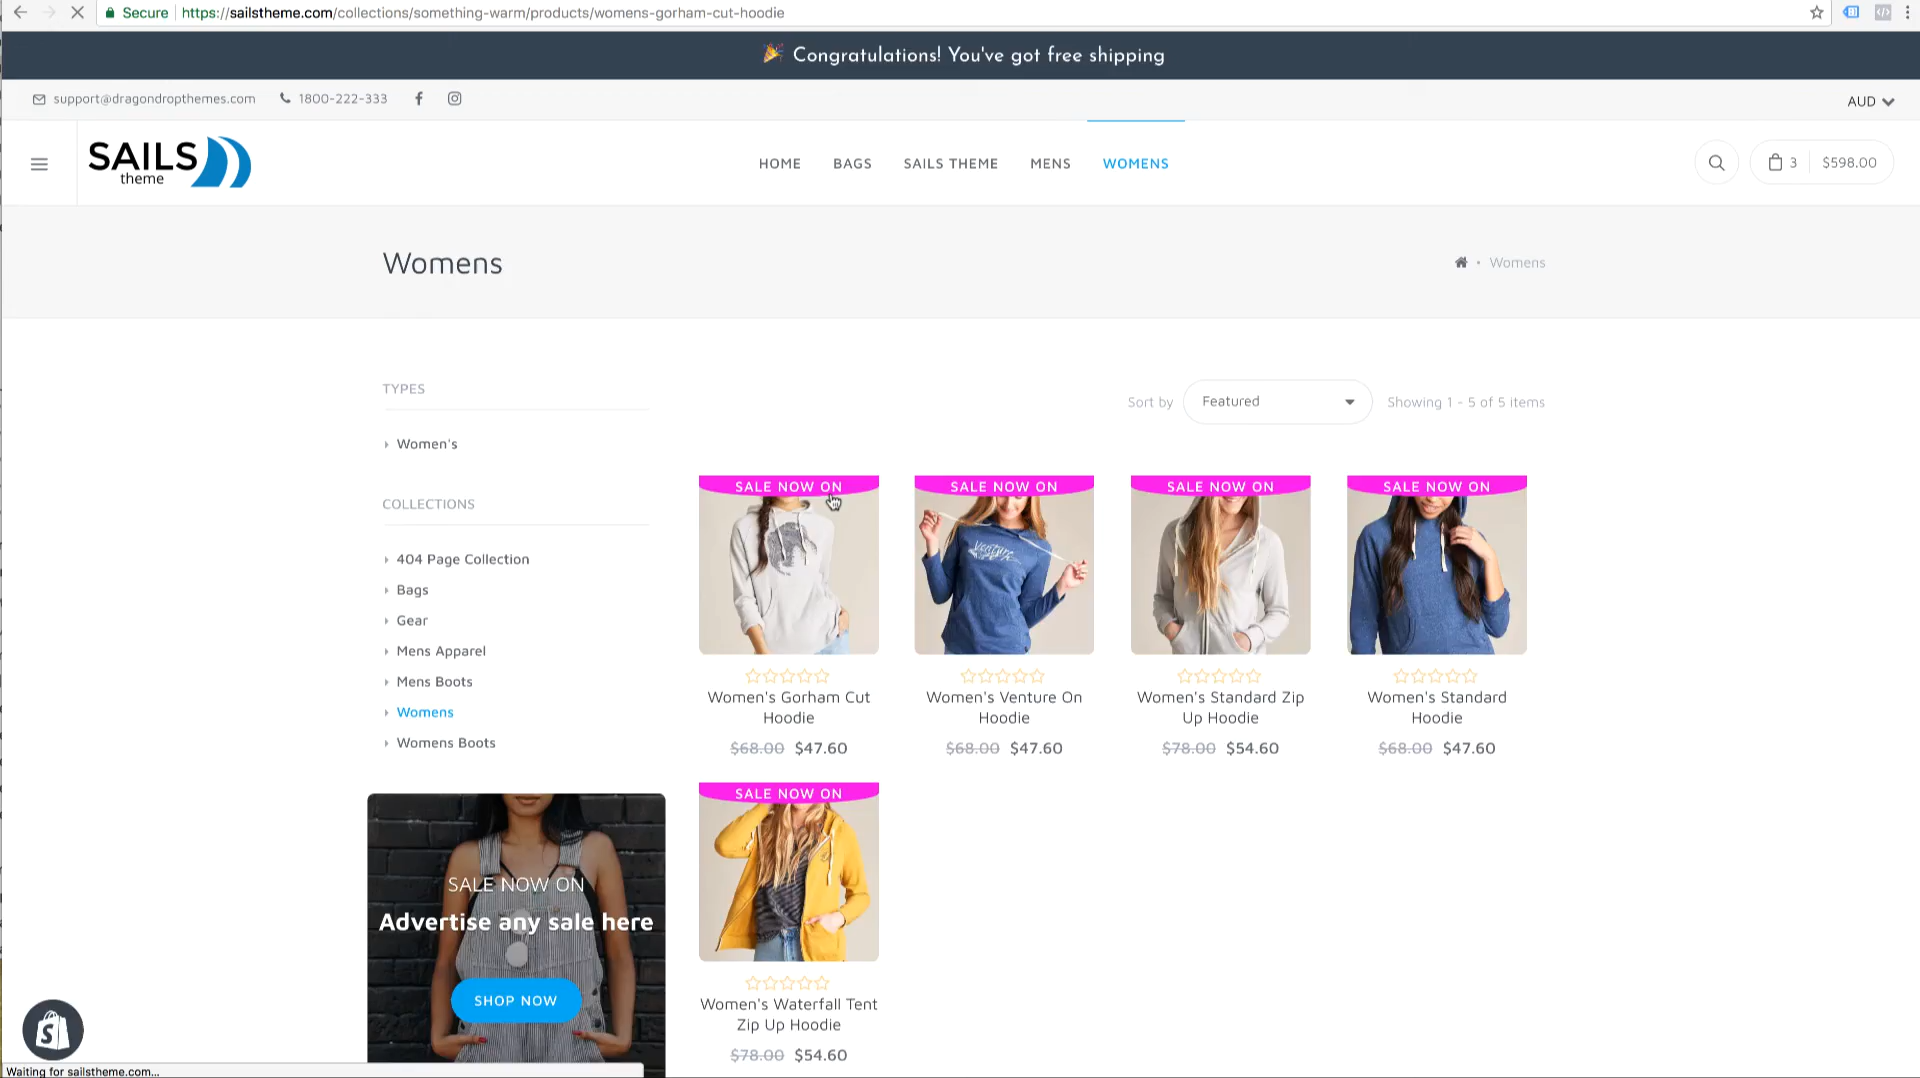 Secure
https://sailstheme.com/collections/something-warm/products/womens-gorham-cut-hoodie
Congratulations! You've got free shipping
support@dragondropthemes.com
1800-222-333
AUD
SAILS
theme
HOME
BAGS
SAILS THEME
MENS
WOMENS
3
$598.00
Womens
• Womens
TYPES
Women's
COLLECTIONS
404 Page Collection
Bags
Gear
Mens Apparel
Mens Boots
Womens
Womens Boots
SALE NOW ON
Advertise any sale here
SHOP NOW
Sort by
Featured
Showing 1 - 5 of 5 items
SALE NOW ON
Women's Gorham Cut
Hoodie
$68.00 $47.60
SALE NOW ON
venture
Women's Venture On
Hoodie
$68.00 $47.60
SALE NOW ON
Women's Standard Zip
Up Hoodie
$78.00 $54.60
SALE NOW ON
Women's Standard
Hoodie
$68.00 $47.60
SALE NOW ON
Women's Waterfall Tent
Zip Up Hoodie
$78.00 $54.60
Waiting for sailstheme.com...